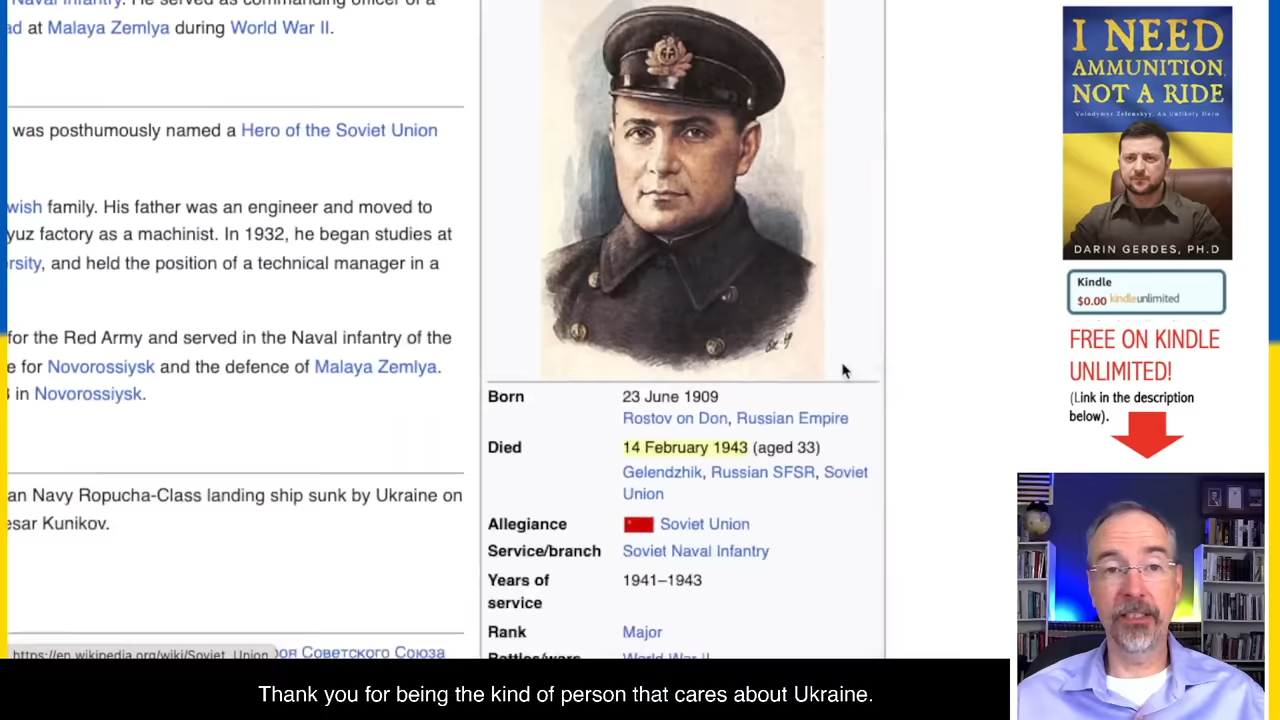 Naval Infantry. He served as commanding officer of a
ad at Malaya Zemlya during World War II.
was posthumously named a Hero of the Soviet Union
wish family. His father was an engineer and moved to
yuz factory as a machinist. In 1932, he began studies at
rsity, and held the position of a technical manager in a
for the Red Army and served in the Naval infantry of the
e for Novorossiysk and the defence of Malaya Zemlya.
in Novorossiysk.
an Navy Ropucha-Class landing ship sunk by Ukraine on
esar Kunikov.
https://en.wikipedia.org/wiki/Soviet_Union
роя Советского Союза
Born 23 June 1909
Rostov on Don, Russian Empire
Died 14 February 1943 (aged 33)
Gelendzhik, Russian SFSR, Soviet
Union
Allegiance Soviet Union
Service/branch Soviet Naval Infantry
Years of 1941–1943
service
Rank Major
Battles/wars World War II
I NEED
AMMUNITION,
NOT A RIDE
Volodymyr Zelenskyy, An Unlikely Hero
DARIN GERDES, PH.D
Kindle
$0.00 kindleunlimited
FREE ON KINDLE
UNLIMITED!
(Link in the description
below).
Thank you for being the kind of person that cares about Ukraine.